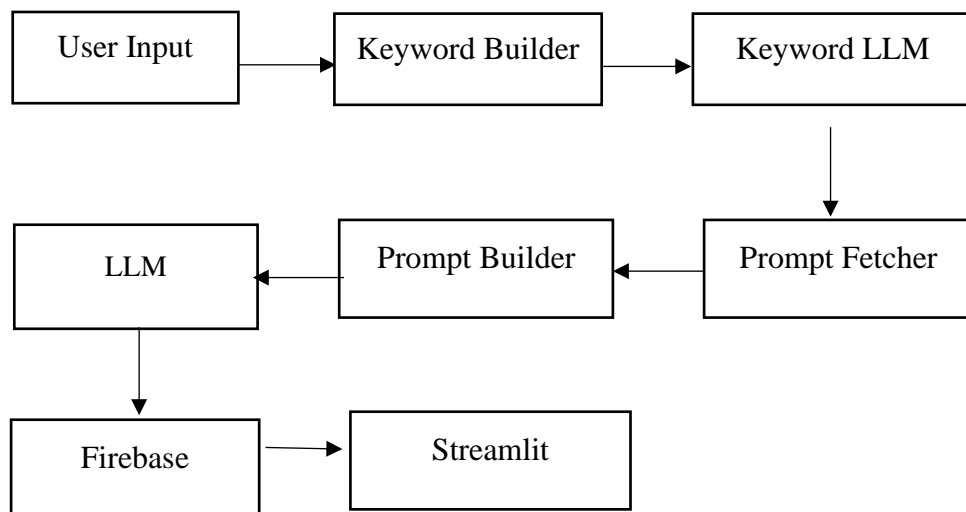 User Input
Keyword Builder
Keyword LLM
LLM
Prompt Builder
Prompt Fetcher
Firebase
Streamlit